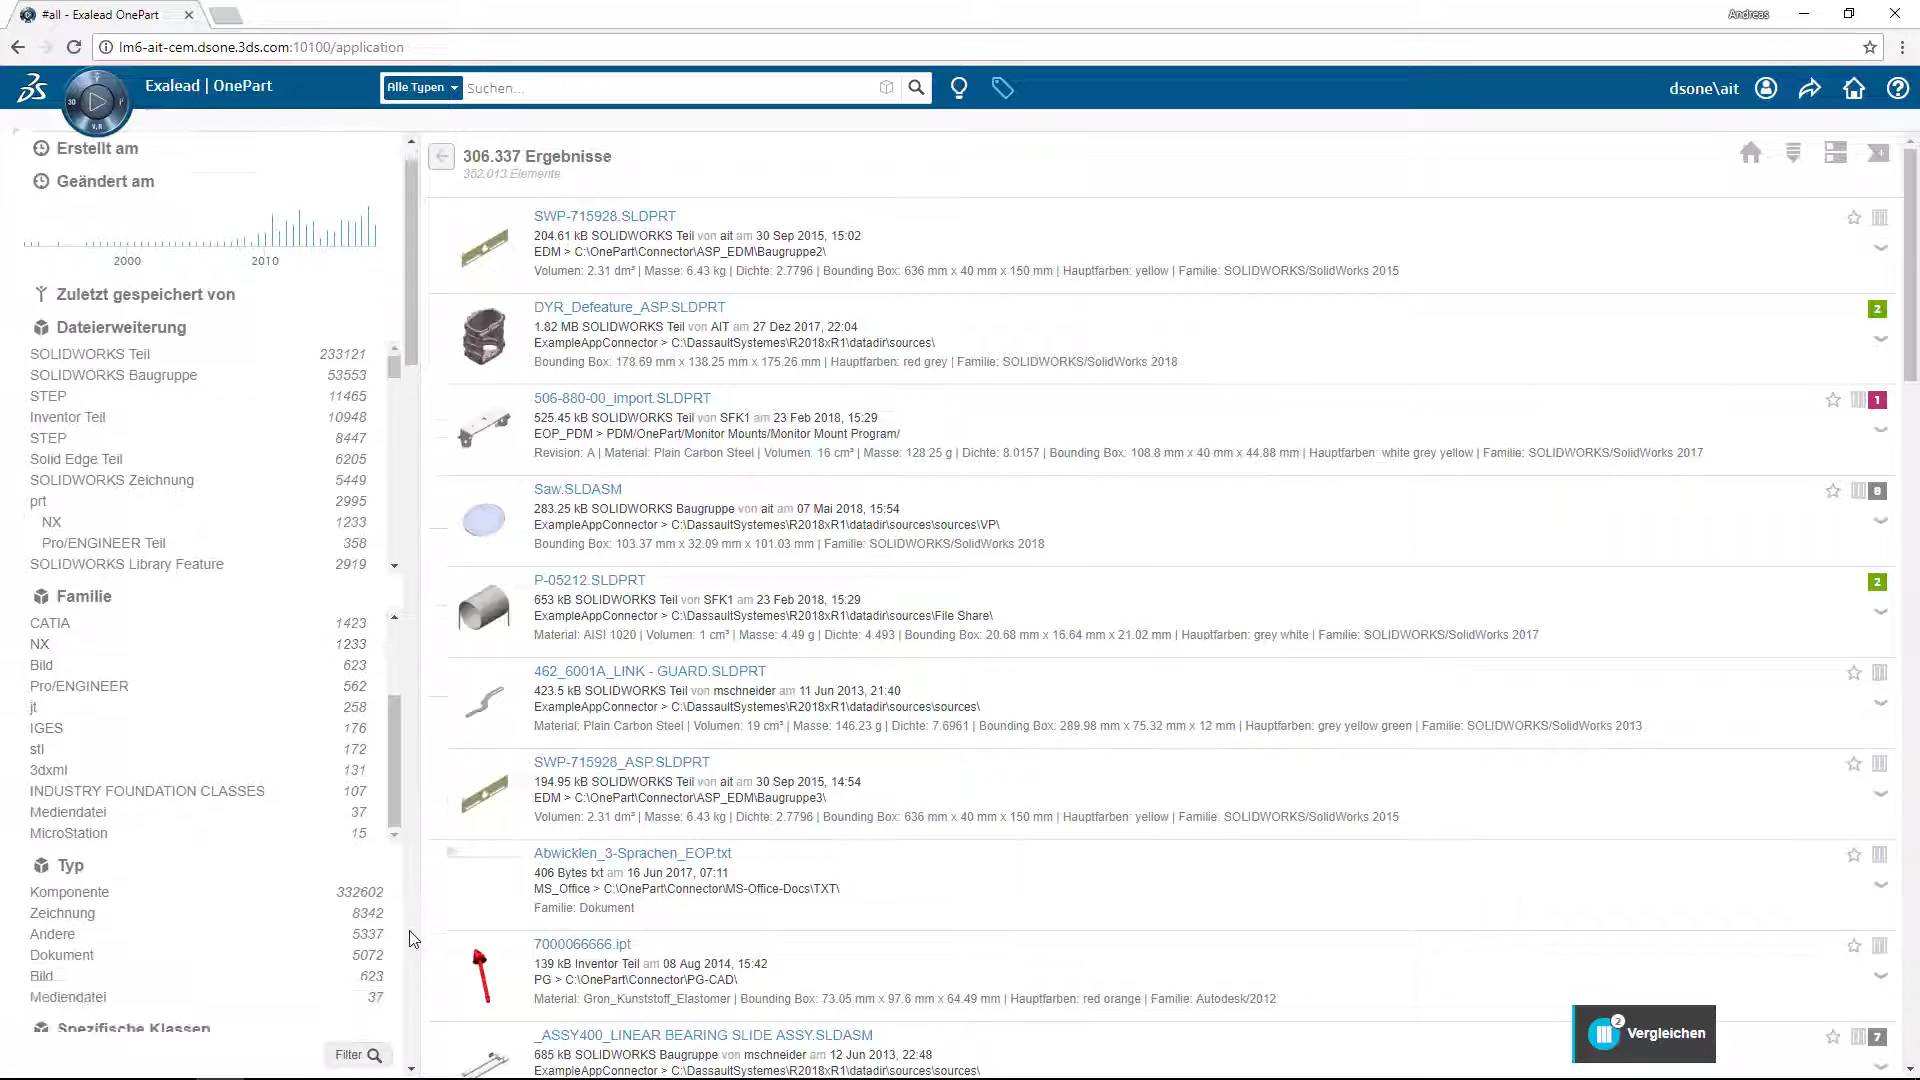 #all - Exalead OnePart
Andreas
lm6-ait-cem.dsone.3ds.com:10100/application
3D
V.R
Exalead | OnePart
Alle Typen
Suchen...
dsone\ait
Erstellt am
Geändert am
2000
2010
Zuletzt gespeichert von
Dateierweiterung
SOLIDWORKS Teil 233121
SOLIDWORKS Baugruppe 53553
STEP 11465
Inventor Teil 10948
STEP 8447
Solid Edge Teil 6205
SOLIDWORKS Zeichnung 5449
prt 2995
NX 1233
Pro/ENGINEER Teil 358
SOLIDWORKS Library Feature 2919
Familie
CATIA 1423
NX 1233
Bild 623
Pro/ENGINEER 562
jt 258
IGES 176
stl 172
3dxml 131
INDUSTRY FOUNDATION CLASSES 107
Mediendatei 37
MicroStation 15
Typ
Komponente 332602
Zeichnung 8342
Andere 5337
Dokument 5072
Bild 623
Mediendatei 37
Spezifische Klassen
Filter
306.337 Ergebnisse
352.013 Elemente
SWP-715928.SLDPRT
204.61 kB SOLIDWORKS Teil von ait am 30 Sep 2015, 15:02
EDM > C:\OnePart\Connector\ASP_EDM\Baugruppe2\
Volumen: 2.31 dm³ | Masse: 6.43 kg | Dichte: 2.7796 | Bounding Box: 636 mm x 40 mm x 150 mm | Hauptfarben: yellow | Familie: SOLIDWORKS/SolidWorks 2015
DYR_Defeature_ASP.SLDPRT
2
1.82 MB SOLIDWORKS Teil von AIT am 27 Dez 2017, 22:04
ExampleAppConnector > C:\DassaultSystemes\R2018xR1\datadir\sources\
Bounding Box: 178.69 mm x 138.25 mm x 175.26 mm | Hauptfarben: red grey | Familie: SOLIDWORKS/SolidWorks 2018
506-880-00_import.SLDPRT
1
525.45 kB SOLIDWORKS Teil von SFK1 am 23 Feb 2018, 15:29
EOP_PDM > PDM/OnePart/Monitor Mounts/Monitor Mount Program/
Revision: A | Material: Plain Carbon Steel | Volumen: 16 cm³ | Masse: 128.25 g | Dichte: 8.0157 | Bounding Box: 108.8 mm x 40 mm x 44.88 mm | Hauptfarben: white grey yellow | Familie: SOLIDWORKS/SolidWorks 2017
Saw.SLDASM
283.25 kB SOLIDWORKS Baugruppe von ait am 07 Mai 2018, 15:54
ExampleAppConnector > C:\DassaultSystemes\R2018xR1\datadir\sources\sources\VP\
Bounding Box: 103.37 mm x 32.09 mm x 101.03 mm | Familie: SOLIDWORKS/SolidWorks 2018
P-05212.SLDPRT
2
653 kB SOLIDWORKS Teil von SFK1 am 23 Feb 2018, 15:29
ExampleAppConnector > C:\DassaultSystemes\R2018xR1\datadir\sources\File Share\
Material: AISI 1020 | Volumen: 1 cm³ | Masse: 4.49 g | Dichte: 4.493 | Bounding Box: 20.68 mm x 16.64 mm x 21.02 mm | Hauptfarben: grey white | Familie: SOLIDWORKS/SolidWorks 2017
462_6001A_LINK - GUARD.SLDPRT
423.5 kB SOLIDWORKS Teil von mschneider am 11 Jun 2013, 21:40
ExampleAppConnector > C:\DassaultSystemes\R2018xR1\datadir\sources\sources\
Material: Plain Carbon Steel | Volumen: 19 cm³ | Masse: 146.23 g | Dichte: 7.6961 | Bounding Box: 289.98 mm x 75.32 mm x 12 mm | Hauptfarben: grey yellow green | Familie: SOLIDWORKS/SolidWorks 2013
SWP-715928_ASP.SLDPRT
194.95 kB SOLIDWORKS Teil von ait am 30 Sep 2015, 14:54
EDM > C:\OnePart\Connector\ASP_EDM\Baugruppe3\
Volumen: 2.31 dm³ | Masse: 6.43 kg | Dichte: 2.7796 | Bounding Box: 636 mm x 40 mm x 150 mm | Hauptfarben: yellow | Familie: SOLIDWORKS/SolidWorks 2015
Abwicklen_3-Sprachen_EOP.txt
406 Bytes txt am 16 Jun 2017, 07:11
MS_Office > C:\OnePart\Connector\MS-Office-Docs\TXT\
Familie: Dokument
7000066666.ipt
139 kB Inventor Teil am 08 Aug 2014, 15:42
PG > C:\OnePart\Connector\PG-CAD\
Material: Gron_Kunststoff_Elastomer | Bounding Box: 73.05 mm x 97.6 mm x 64.49 mm | Hauptfarben: red orange | Familie: Autodesk/2012
_ASSY400_LINEAR BEARING SLIDE ASSY.SLDASM
7
685 kB SOLIDWORKS Baugruppe von mschneider am 12 Jun 2013, 22:48
ExampleAppConnector > C:\DassaultSystemes\R2018xR1\datadir\sources\sources\
2
Vergleichen